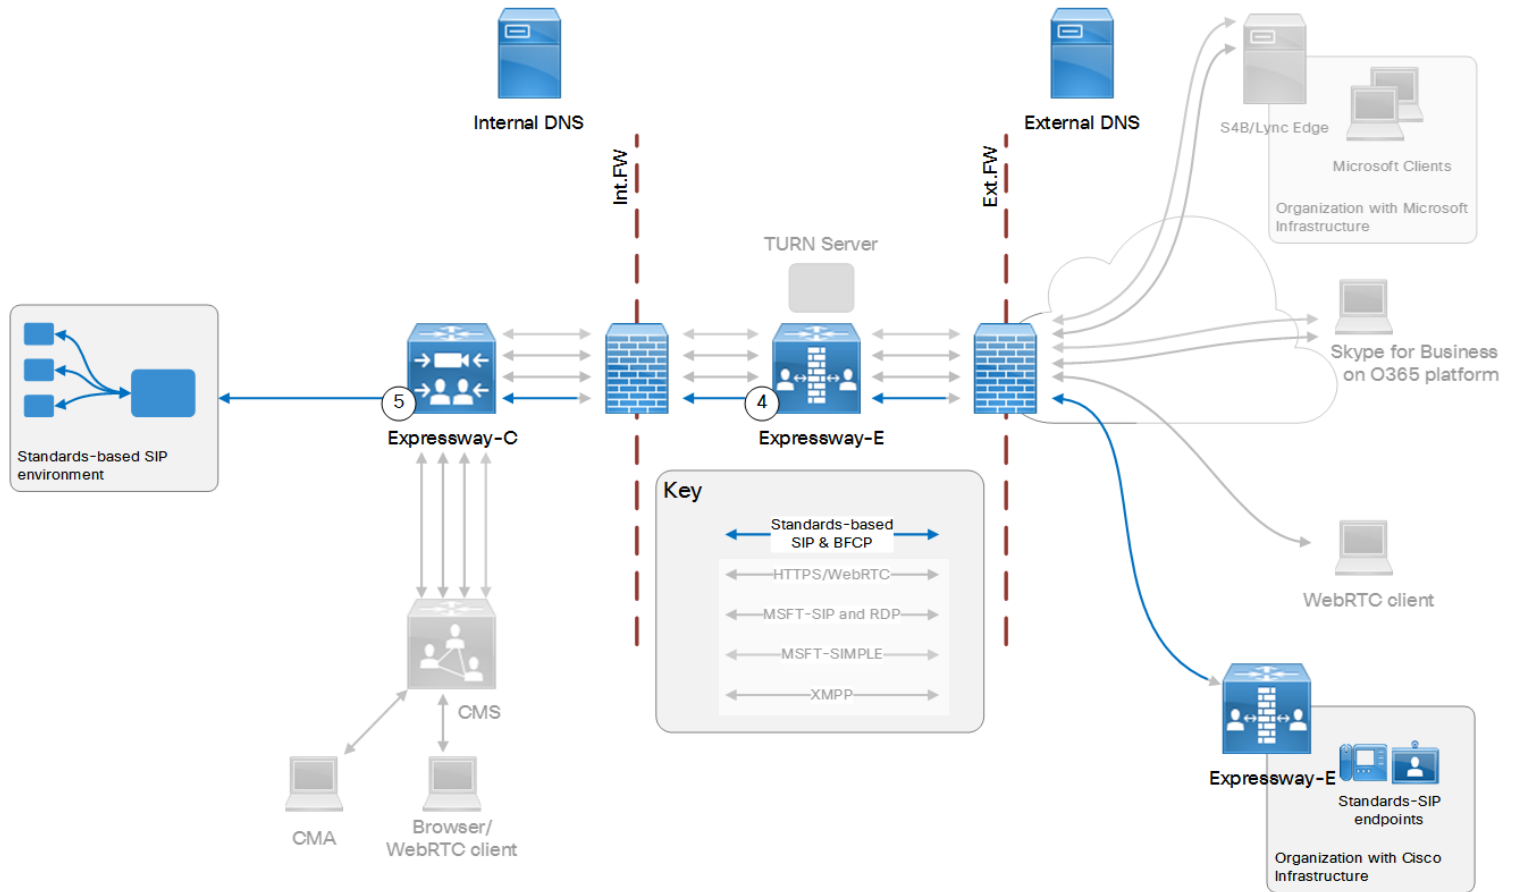 Internal DNS
External DNS
S4B/Lync Edge
Microsoft Clients
Organization with Microsoft
Infrastructure
Int.FW
Ext.FW
TURN Server
Skype for Business
on O365 platform
Standards-based SIP
environment
5
Expressway-C
4
Expressway-E
Key
Standards-based
SIP & BFCP
HTTPS/WebRTC
MSFT-SIP and RDP
MSFT-SIMPLE
XMPP
WebRTC client
CMS
CMA
Browser/
WebRTC client
Expressway-E
Standards-SIP
endpoints
Organization with Cisco
Infrastructure